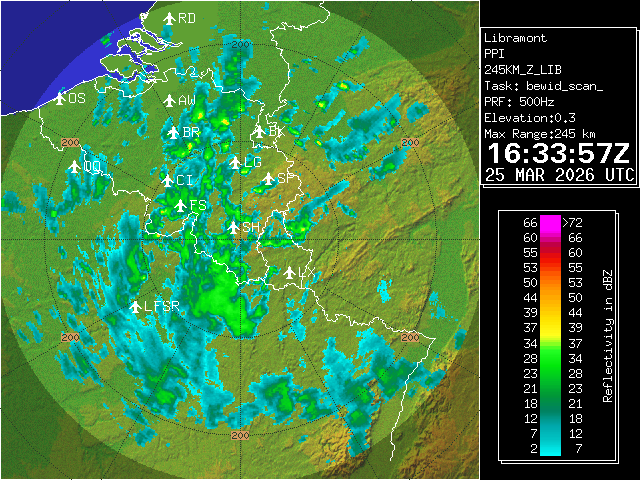 RD
200
OS
AW
200
BR
BK
200
QO
LG
CI
SP
FS
SH
LX
LFSR
200
200
200
Libramont
PPI
245KM_Z_LIB
Task: bewid_scan_
PRF: 500Hz
Elevation:0.3
Max Range:245 km
16:33:57Z
25 MAR 2026 UTC
66 >72
60 66
55 60
53 55
50 53
44 50
39 44
37 39
34 37
28 34
23 28
21 23
18 21
12 18
7 12
2 7
Reflectivity in dBZ